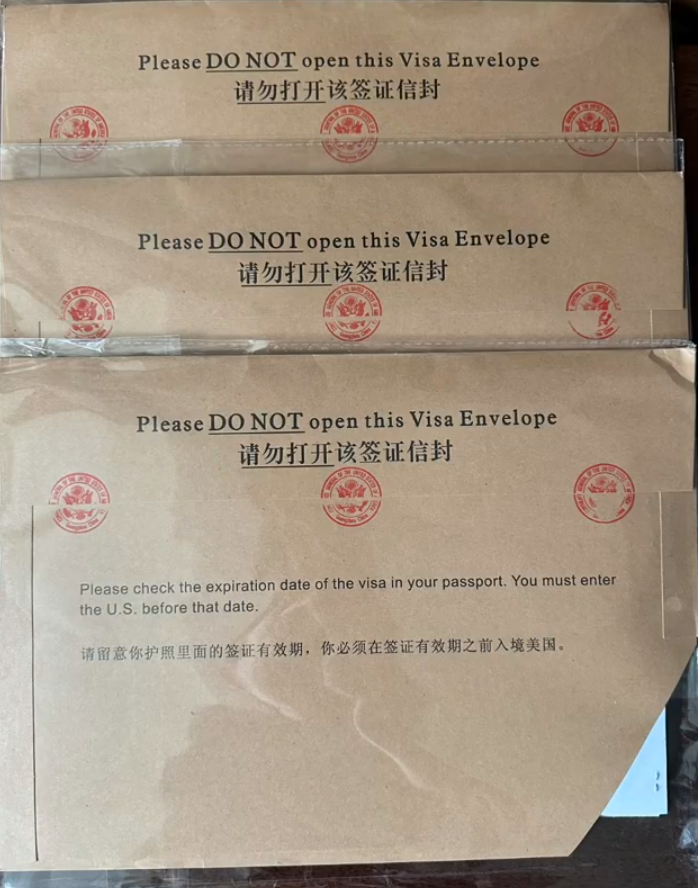 Please DO NOT open this Visa Envelope
请勿打开该签证信封
Please DO NOT open this Visa Envelope
请勿打开该签证信封
Please DO NOT open this Visa Envelope
请勿打开该签证信封
Please check the expiration date of the visa in your passport. You must enter
the U.S. before that date.
请留意你护照里面的签证有效期，你必须在签证有效期之前入境美国。